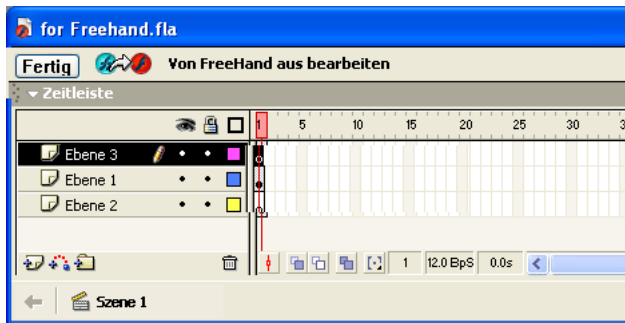 for Freehand.fla
Fertig Von FreeHand aus bearbeiten
Zeitleiste
1 5 10 15 20 25 30
Ebene 3
Ebene 1
Ebene 2
1 12.0 BpS 0.0s
Szene 1